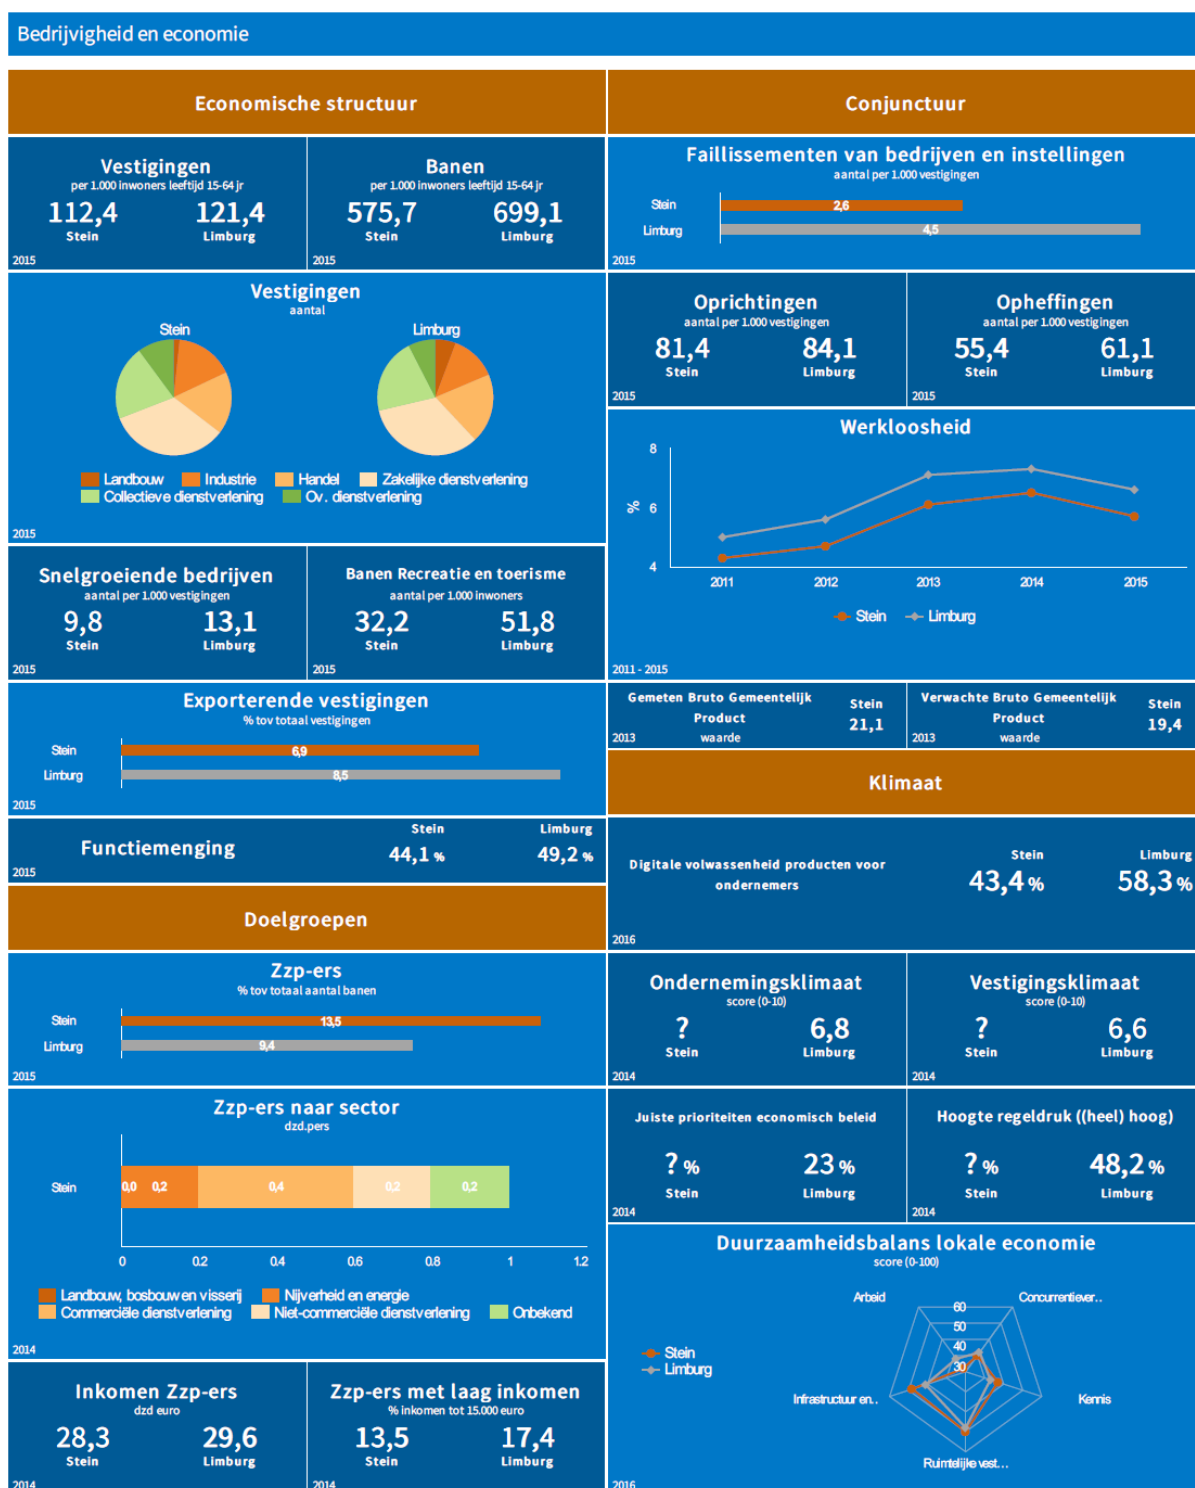 Bedrijvigheid en economie
Economische structuur
Vestigingen
per 1.000 inwoners leeftijd 15-64 jr
112,4 121,4
Stein Limburg
2015
Banen
per 1.000 inwoners leeftijd 15-64 jr
575,7 699,1
Stein Limburg
2015
Vestigingen
aantal
Stein Limburg
Landbouw Industrie Handel Zakelijke dienstverlening
Collectieve dienstverlening Ov. dienstverlening
2015
Snelgroeiende bedrijven
aantal per 1.000 vestigingen
9,8 13,1
Stein Limburg
2015
Banen Recreatie en toerisme
aantal per 1.000 inwoners
32,2 51,8
Stein Limburg
2015
Exporterende vestigingen
% tov totaal vestigingen
Stein 6,9
Limburg 8,5
2015
Functiemenging
Stein Limburg
44,1 % 49,2 %
2015
Doelgroepen
Zzp-ers
% tov totaal aantal banen
Stein 13,5
Limburg 9,4
2015
Zzp-ers naar sector
dzd.pers
Stein 0,0 0,2 0,4 0,2 0,2
0 0.2 0.4 0.6 0.8 1 1.2
Landbouw, bosbouw en visserij Nijverheid en energie
Commerciële dienstverlening Niet-commerciële dienstverlening Onbekend
2014
Inkomen Zzp-ers
dzd euro
28,3 29,6
Stein Limburg
2014
Zzp-ers met laag inkomen
% inkomen tot 15.000 euro
13,5 17,4
Stein Limburg
2014
Conjunctuur
Faillissementen van bedrijven en instellingen
aantal per 1.000 vestigingen
Stein 2,6
Limburg 4,5
2015
Oprichtingen
aantal per 1.000 vestigingen
81,4 84,1
Stein Limburg
2015
Opheffingen
aantal per 1.000 vestigingen
55,4 61,1
Stein Limburg
2015
Werkloosheid
8
6
4
%
2011 2012 2013 2014 2015
Stein Limburg
2011 - 2015
Gemeten Bruto Gemeentelijk
Product
waarde
Stein
21,1
2013
Verwachte Bruto Gemeentelijk
Product
waarde
Stein
19,4
2013
Klimaat
Digitale volwassenheid producten voor
ondernemers
Stein Limburg
43,4 % 58,3 %
2016
Ondernemingsklimaat
score (0-10)
? 6,8
Stein Limburg
2014
Vestigingsklimaat
score (0-10)
? 6,6
Stein Limburg
2014
Juiste prioriteiten economisch beleid
? % 23 %
Stein Limburg
2014
Hoogte regeldruk ((heel) hoog)
? % 48,2 %
Stein Limburg
2014
Duurzaamheidsbalans lokale economie
score (0-100)
Arbeid Concurrentiever..
60
50
40
30
Stein
Limburg
Infrastructuur en.. Kennis
Ruimtelijke vest...
2016